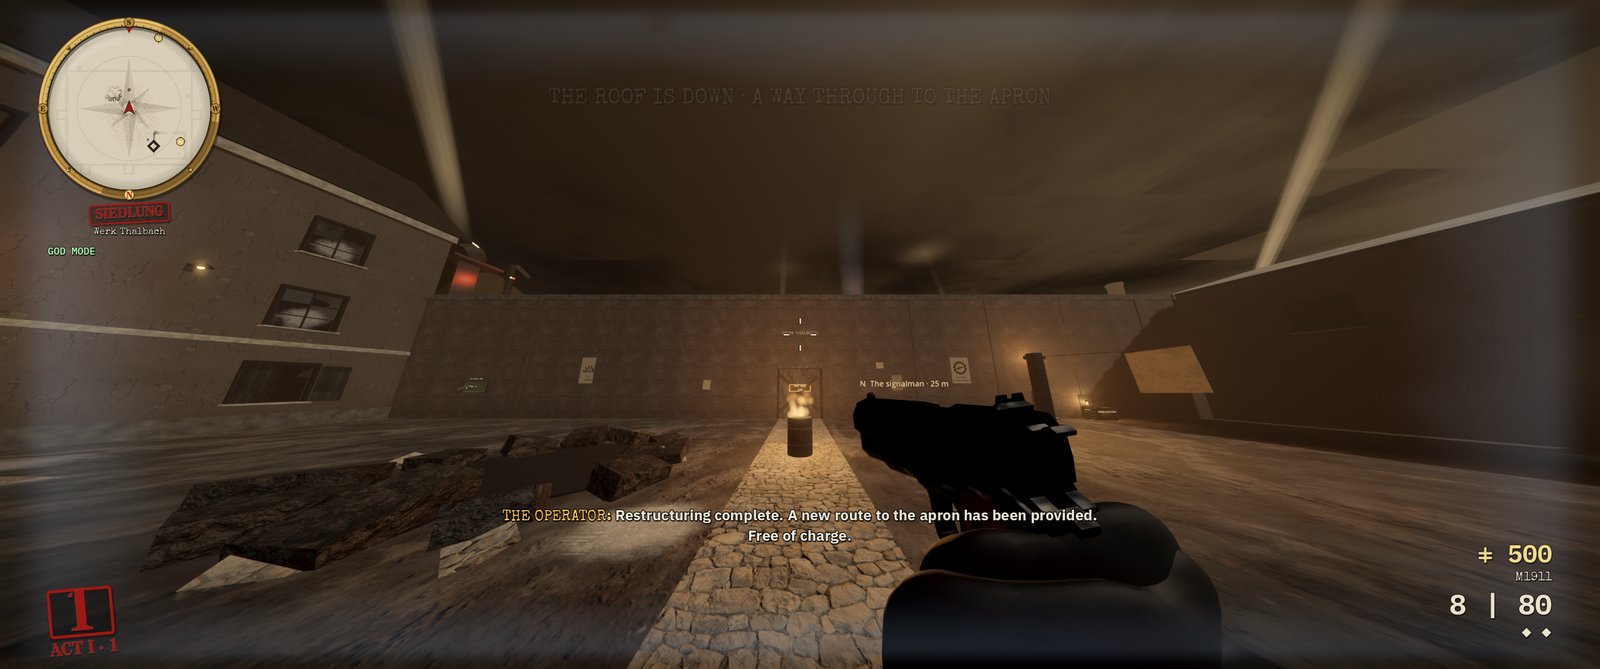 S
E
W
N
SIEDLUNG
Werk Thalbach
GOD MODE
THE ROOF IS DOWN · A WAY THROUGH TO THE APRON
N The signalman · 25 m
THE OPERATOR: Restructuring complete. A new route to the apron has been provided.
Free of charge.
1
ACT I - 1
500
M1911
8 | 80